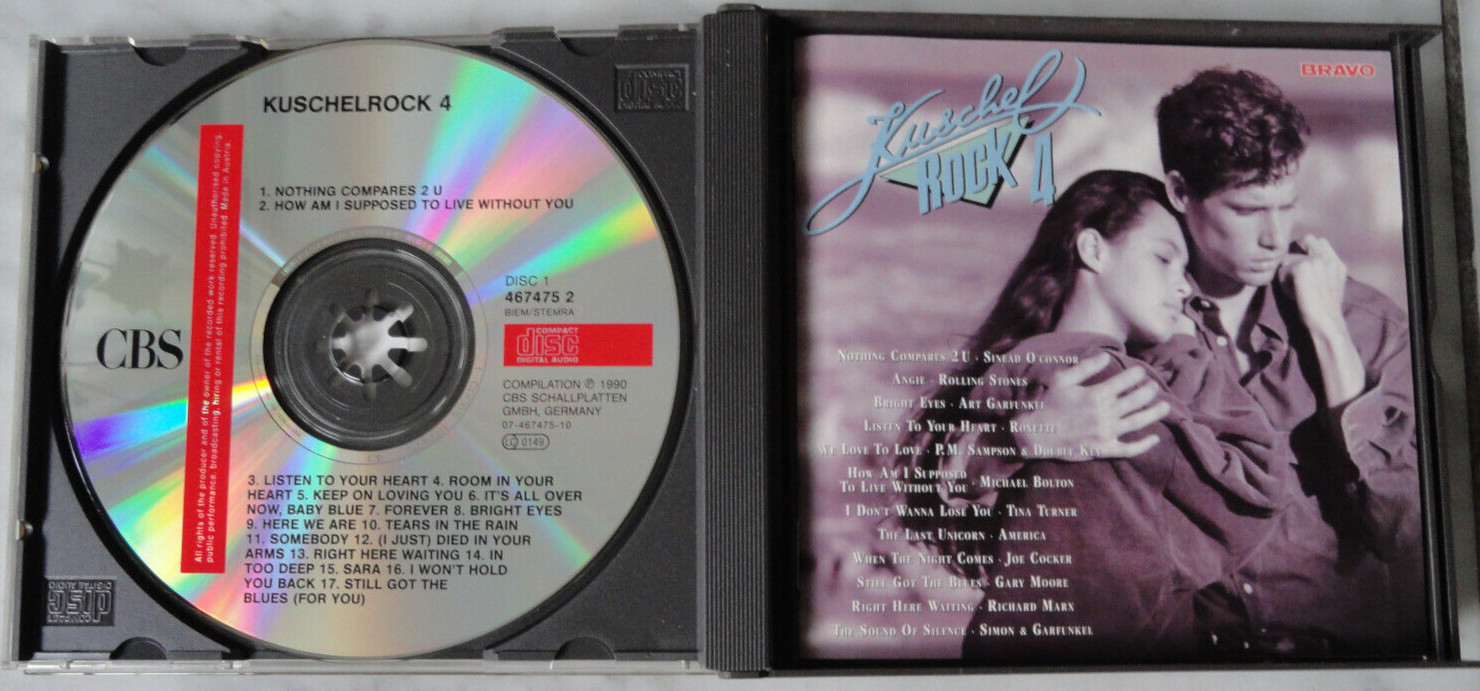 KUSCHELROCK 4
1. NOTHING COMPARES 2 U
2. HOW AM I SUPPOSED TO LIVE WITHOUT YOU
All rights of the producer and of the owner of the recorded work reserved. Unauthorised copying,
public performance, broadcasting, hiring or rental of this recording prohibited. Made in Austria.
CBS
DISC 1
467475 2
BIEM/STEMRA
COMPACT
disc
DIGITAL AUDIO
COMPILATION ℗ 1990
CBS SCHALLPLATTEN
GMBH, GERMANY
07-467475-10
LC 0149
3. LISTEN TO YOUR HEART 4. ROOM IN YOUR
HEART 5. KEEP ON LOVING YOU 6. IT'S ALL OVER
NOW, BABY BLUE 7. FOREVER 8. BRIGHT EYES
9. HERE WE ARE 10. TEARS IN THE RAIN
11. SOMEBODY 12. (I JUST) DIED IN YOUR
ARMS 13. RIGHT HERE WAITING 14. IN
TOO DEEP 15. SARA 16. I WON'T HOLD
YOU BACK 17. STILL GOT THE
BLUES (FOR YOU)
COMPACT
disc
DIGITAL AUDIO
COMPACT
disc
DIGITAL AUDIO
BRAVO
Kuschel
ROCK 4
NOTHING COMPARES 2 U · SINEAD O'CONNOR
ANGIE · ROLLING STONES
BRIGHT EYES · ART GARFUNKEL
LISTEN TO YOUR HEART · ROXETTE
WE LOVE TO LOVE · P.M. SAMPSON & DOUBLE KEY
HOW AM I SUPPOSED
TO LIVE WITHOUT YOU · MICHAEL BOLTON
I DON'T WANNA LOSE YOU · TINA TURNER
THE LAST UNICORN · AMERICA
WHEN THE NIGHT COMES · JOE COCKER
STILL GOT THE BLUES · GARY MOORE
RIGHT HERE WAITING · RICHARD MARX
THE SOUND OF SILENCE · SIMON & GARFUNKEL